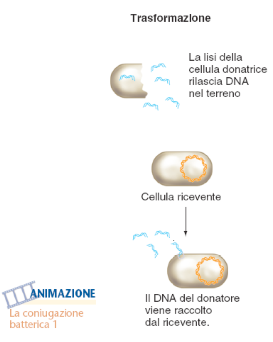 Trasformazione
La lisi della
cellula donatrice
rilascia DNA
nel terreno
Cellula ricevente
ANIMAZIONE
La coniugazione
batterica 1
Il DNA del donatore
viene raccolto
dal ricevente.